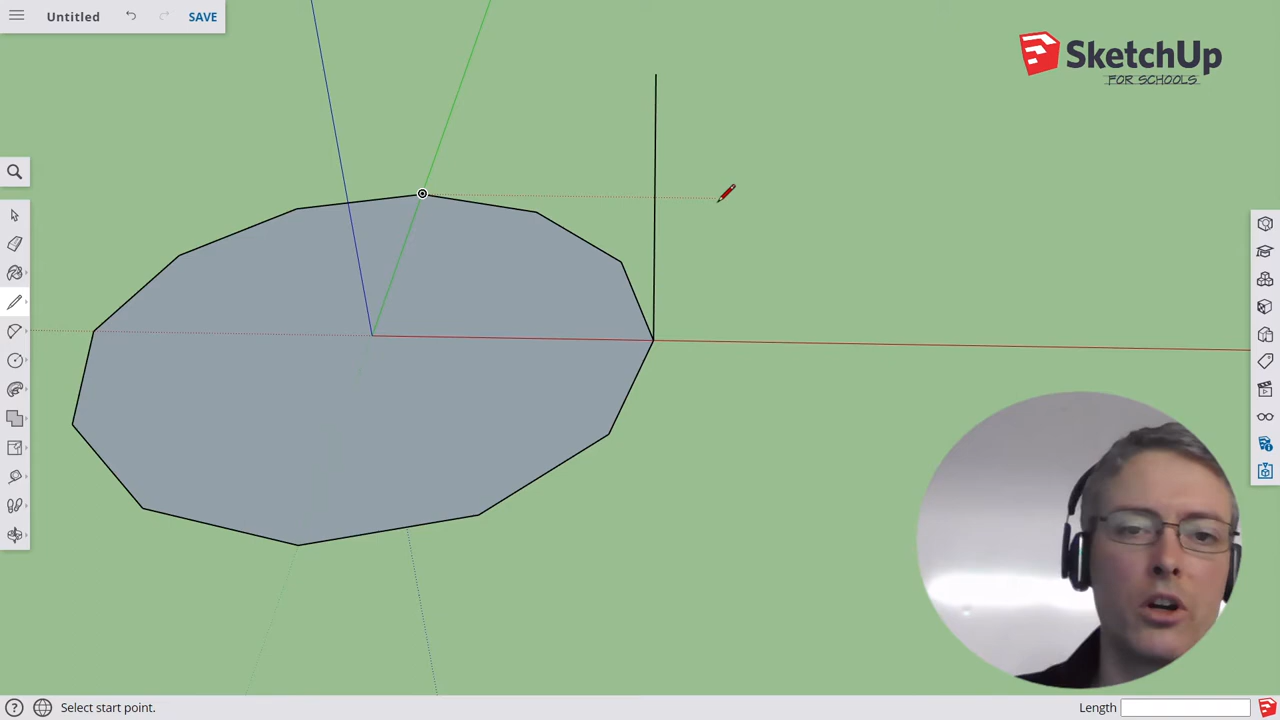 Untitled
SAVE
SketchUp
FOR SCHOOLS
Select start point.
Length